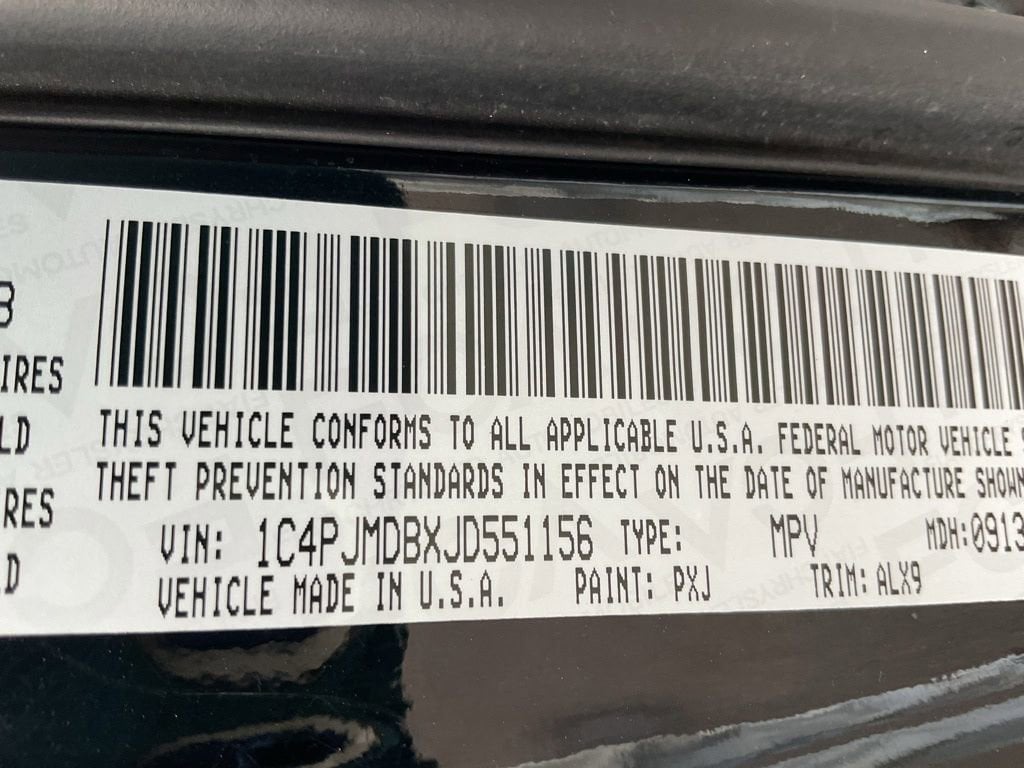 B
IRES
LD
RES
D
THIS VEHICLE CONFORMS TO ALL APPLICABLE U.S.A. FEDERAL MOTOR VEHICLE
THEFT PREVENTION STANDARDS IN EFFECT ON THE DATE OF MANUFACTURE SHOWN
VIN: 1C4PJMDBXJD551156 TYPE: MPV MDH:0913
VEHICLE MADE IN U.S.A. PAINT: PXJ TRIM: ALX9